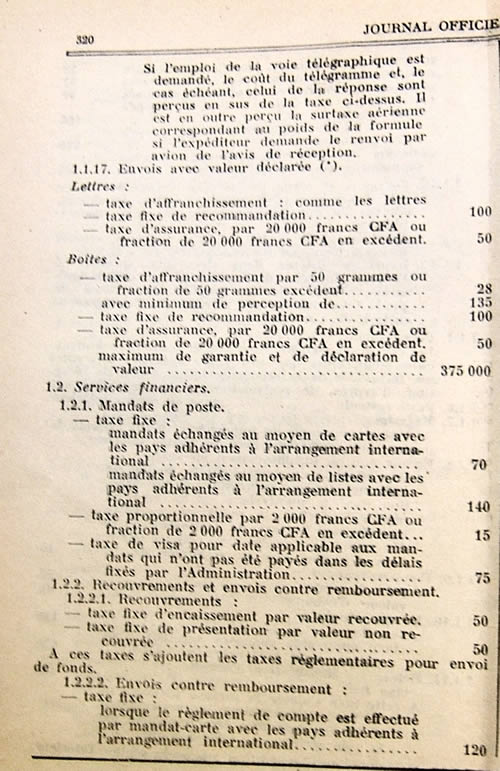 320
JOURNAL OFFICIE
Si l'emploi de la voie télégraphique est
demandé, le coût du télégramme et, le
cas échéant, celui de la réponse sont
perçus en sus de la taxe ci-dessus. Il
est en outre perçu la surtaxe aérienne
correspondant au poids de la formule
si l'expéditeur demande le renvoi par
avion de l'avis de réception.
1.1.17. Envois avec valeur déclarée (*).
Lettres :
— taxe d'affranchissement : comme les lettres
— taxe fixe de recommandation............... 100
— taxe d'assurance, par 20 000 francs CFA ou
fraction de 20 000 francs CFA en excédent. 50
Boîtes :
— taxe d'affranchissement par 50 grammes ou
fraction de 50 grammes excédent........... 28
avec minimum de perception de............ 135
— taxe fixe de recommandation............... 100
— taxe d'assurance, par 20 000 francs CFA ou
fraction de 20 000 francs CFA en excédent. 50
maximum de garantie et de déclaration de
valeur .................................. 375 000
1.2. Services financiers.
1.2.1. Mandats de poste.
— taxe fixe :
mandats échangés au moyen de cartes avec
les pays adhérents à l'arrangement interna-
tional .................................. 70
mandats échangés au moyen de listes avec les
pays adhérents à l'arrangement interna-
tional .................................. 140
— taxe proportionnelle par 2 000 francs CFA ou
fraction de 2 000 francs CFA en excédent... 15
— taxe de visa pour date applicable aux man-
dats qui n'ont pas été payés dans les délais
fixés par l'Administration................. 75
1.2.2. Recouvrements et envois contre remboursement.
1.2.2.1. Recouvrements :
— taxe fixe d'encaissement par valeur recouvrée. 50
— taxe fixe de présentation par valeur non re-
couvrée .................................. 50
A ces taxes s'ajoutent les taxes réglementaires pour envoi
de fonds.
1.2.2.2. Envois contre remboursement :
— taxe fixe :
lorsque le règlement de compte est effectué
par mandat-carte avec les pays adhérents à
l'arrangement international................. 120